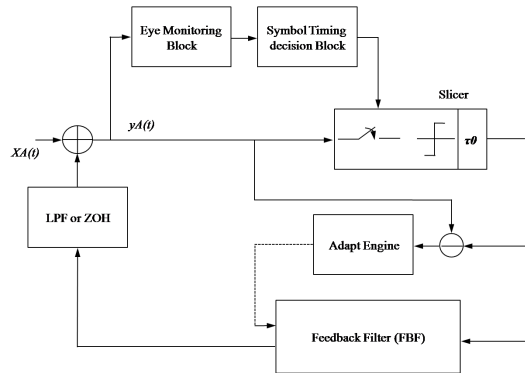 Eye Monitoring
Block
Symbol Timing
decision Block
Slicer
XA(t)
yA(t)
τ0
LPF or ZOH
Adapt Engine
Feedback Filter (FBF)